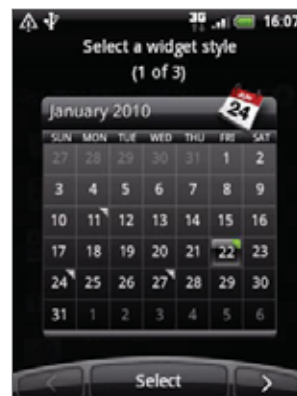 3G 16:07
Select a widget style
(1 of 3)
January 2010
24
SUN MON TUE WED THU FRI SAT
27 28 29 30 31 1 2
3 4 5 6 7 8 9
10 11 12 13 14 15 16
17 18 19 20 21 22 23
24 25 26 27 28 29 30
31 1 2 3 4 5 6
Select